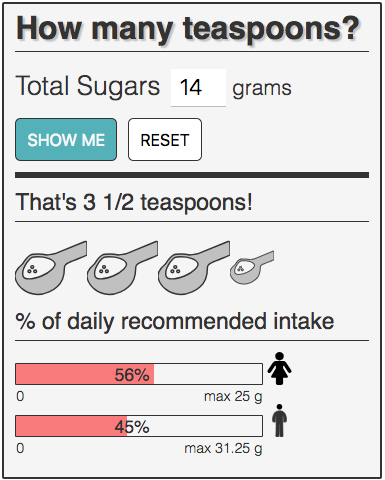 How many teaspoons?
Total Sugars 14 grams
SHOW ME RESET
That's 3 1/2 teaspoons!
% of daily recommended intake
56%
0 max 25 g
45%
0 max 31.25 g